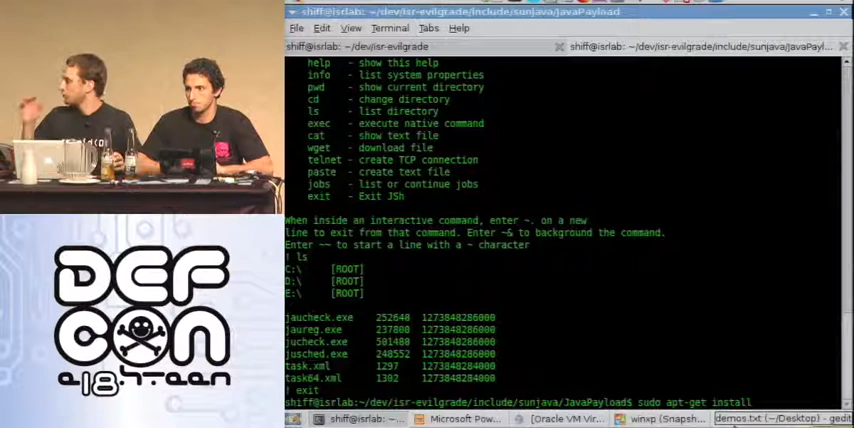 shiff@isrlab: ~/dev/isr-evilgrade/include/sunjava/JavaPayload
File Edit View Terminal Tabs Help
shiff@isrlab: ~/dev/isr-evilgrade
shiff@isrlab: ~/dev/isr-evilgrade/include/sunjava/JavaPayl...
help - show this help
info - list system properties
pwd - show current directory
cd - change directory
ls - list directory
exec - execute native command
cat - show text file
wget - download file
telnet - create TCP connection
paste - create text file
jobs - list or continue jobs
exit - Exit JSh
When inside an interactive command, enter ~. on a new
line to exit from that command. Enter ~& to background the command.
Enter ~~ to start a line with a ~ character
! ls
C:\ [ROOT]
D:\ [ROOT]
E:\ [ROOT]
jaucheck.exe 252648 1273848286000
jaureg.exe 237800 1273848286000
jucheck.exe 501480 1273848286000
jusched.exe 248552 1273848286000
task.xml 1297 1273848284000
task64.xml 1302 1273848284000
! exit
shiff@isrlab:~/dev/isr-evilgrade/include/sunjava/JavaPayload$ sudo apt-get install
shiff@isrlab: ~/...
Microsoft Pow...
[Oracle VM Vir...
winxp (Snapsh...
demos.txt (~/Desktop) - gedit
DEF
CON
e18hteen